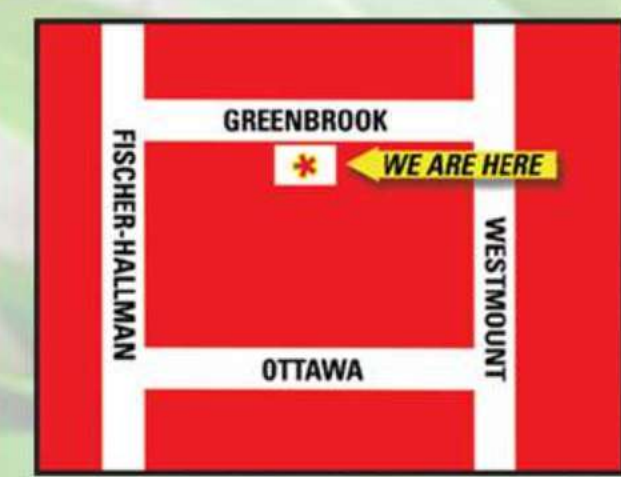 GREENBROOK
* WE ARE HERE
FISCHER-HALLMAN
WESTMOUNT
OTTAWA